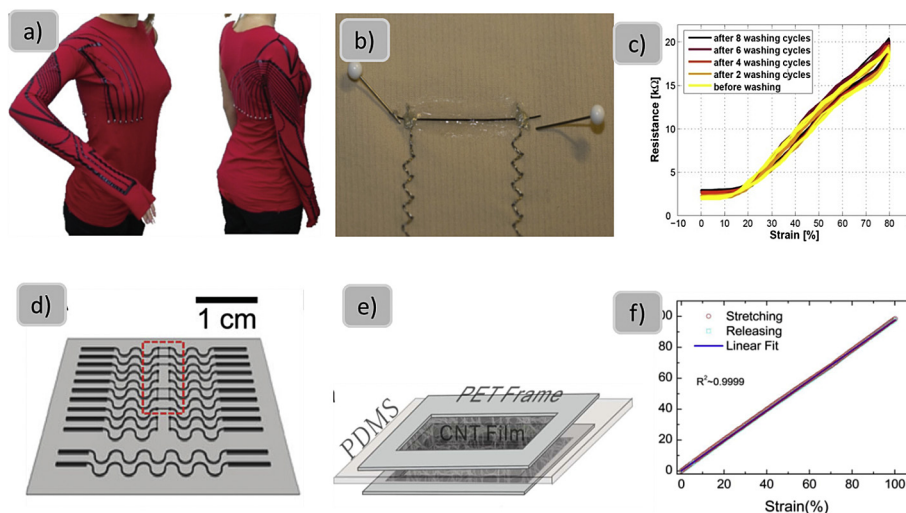 a)
b)
c)
20
15
10
5
0
Resistance [kΩ]
after 8 washing cycles
after 6 washing cycles
after 4 washing cycles
after 2 washing cycles
before washing
−10 0 10 20 30 40 50 60 70 80
Strain [%]
d)
1 cm
e)
PDMS
PET Frame
CNT Film
f)
100
80
60
40
20
0
Stretching
Releasing
Linear Fit
R²~0.9999
0 20 40 60 80 100
Strain(%)